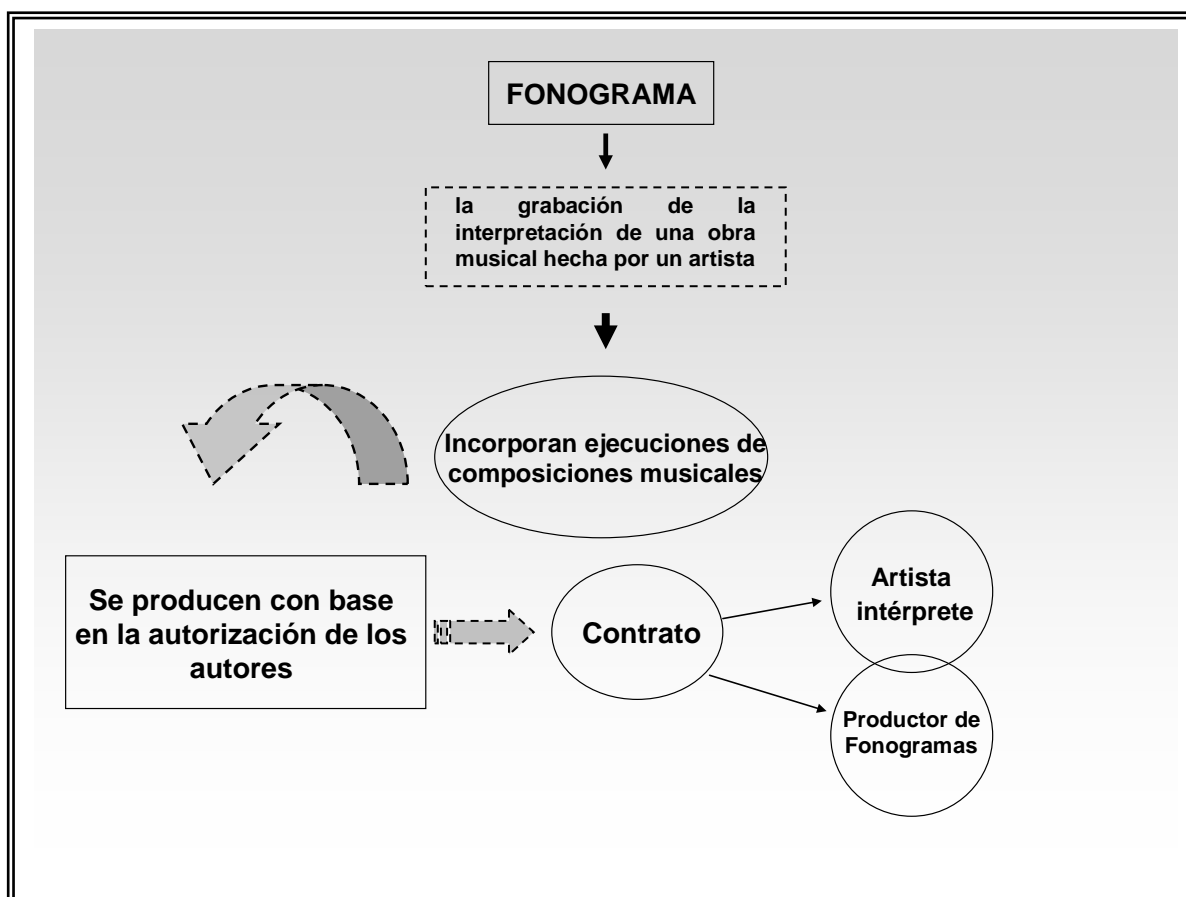 FONOGRAMA
la grabación de la
interpretación de una obra
musical hecha por un artista
Incorporan ejecuciones de
composiciones musicales
Se producen con base
en la autorización de los
autores
Contrato
Artista
intérprete
Productor de
Fonogramas